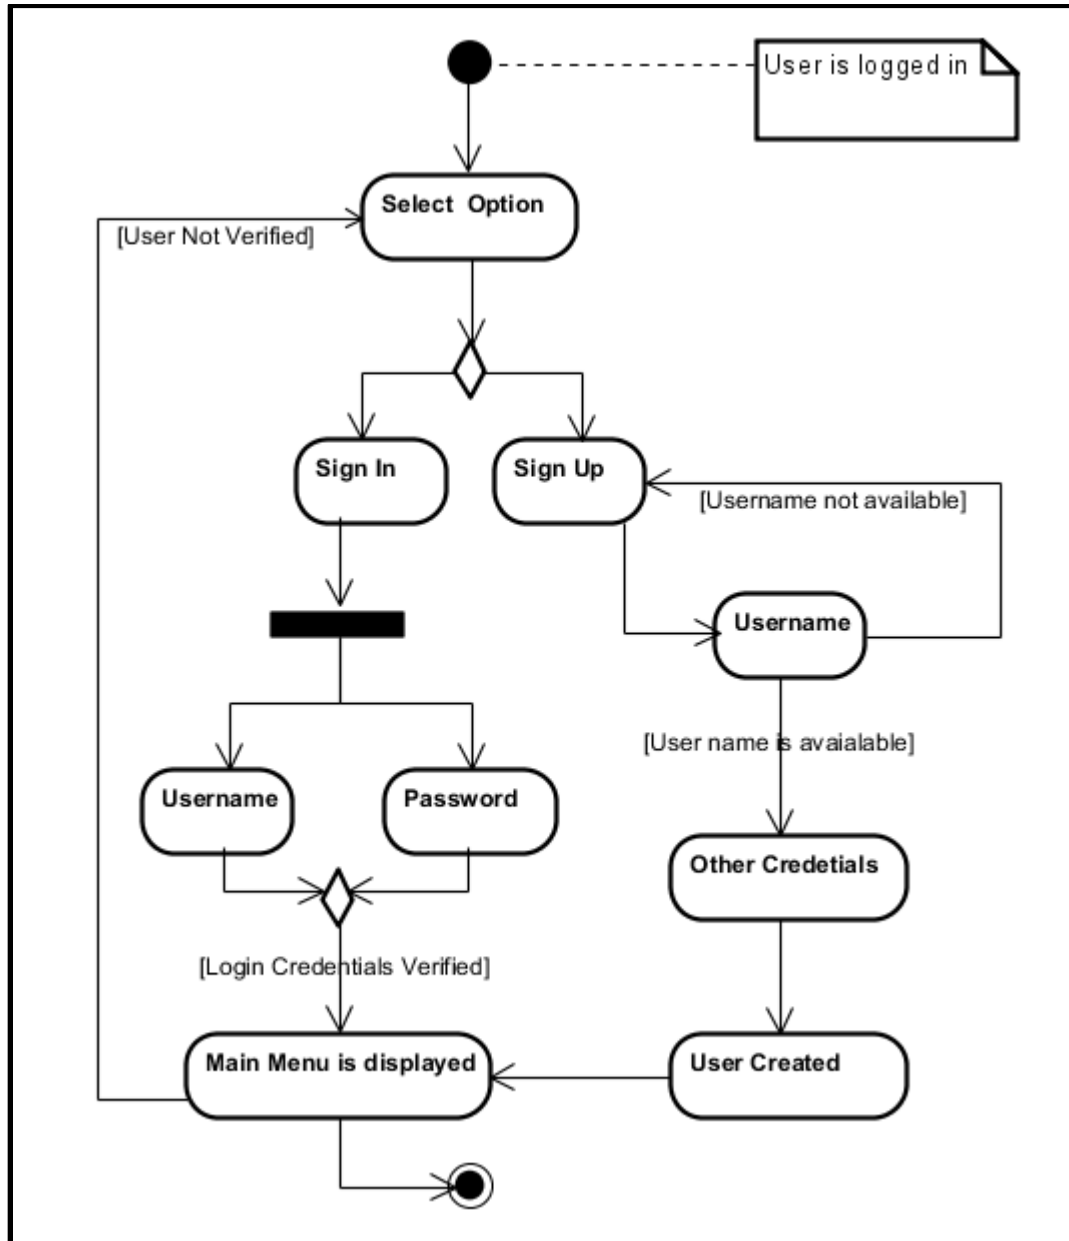 User is logged in
Select Option
[User Not Verified]
Sign In
Sign Up
[Username not available]
Username
[User name is avaialable]
Username
Password
Other Credetials
[Login Credentials Verified]
Main Menu is displayed
User Created